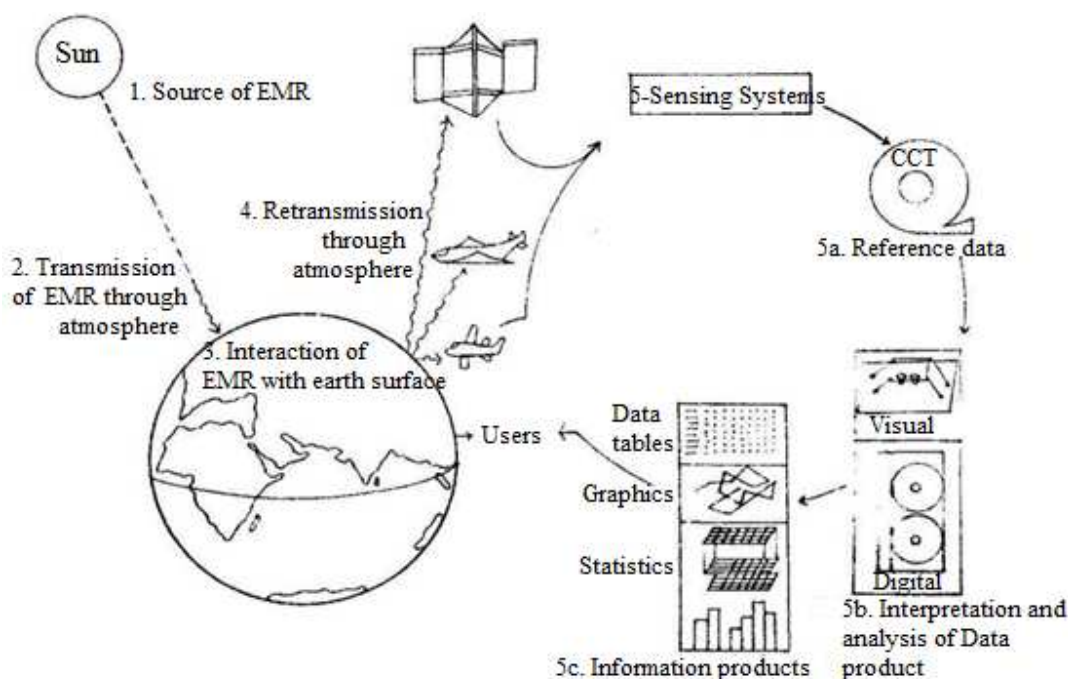 Sun
1. Source of EMR
2. Transmission
of EMR through
atmosphere
3. Interaction of
EMR with earth surface
4. Retransmission
through
atmosphere
5-Sensing Systems
CCT
5a. Reference data
Visual
Digital
5b. Interpretation and
analysis of Data
product
Data
tables
Graphics
Statistics
5c. Information products
Users